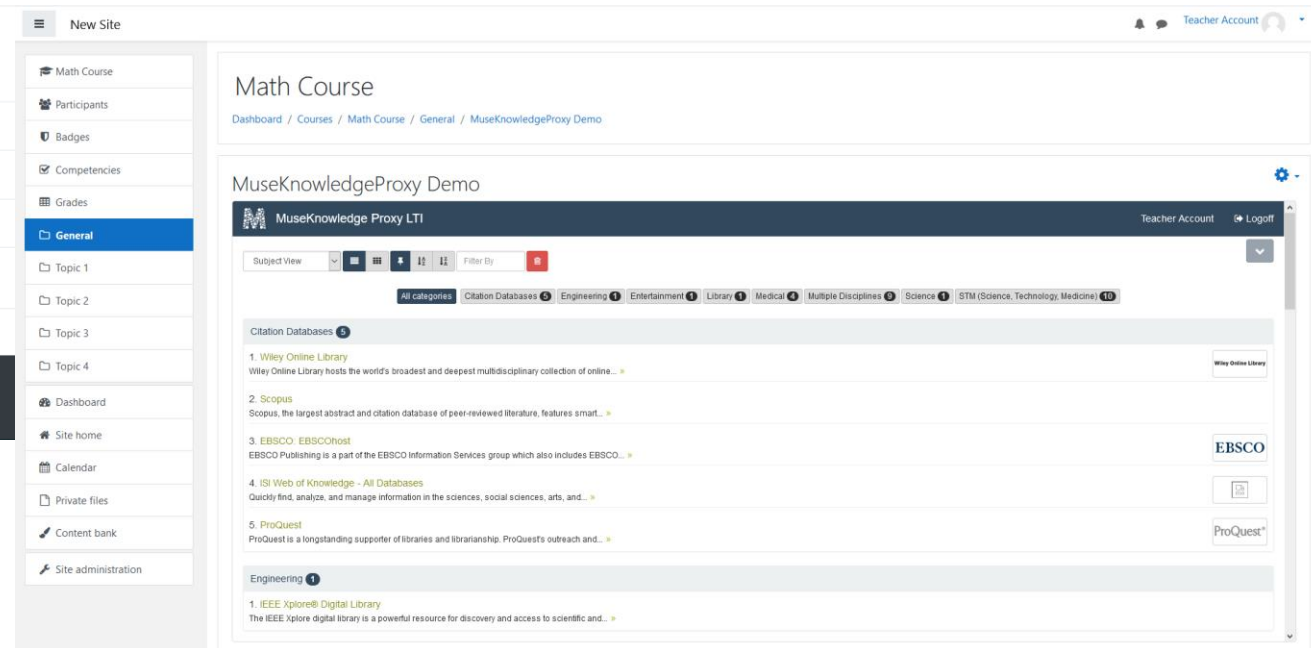 New Site
Teacher Account
Math Course
Participants
Badges
Competencies
Grades
General
Topic 1
Topic 2
Topic 3
Topic 4
Dashboard
Site home
Calendar
Private files
Content bank
Site administration
Math Course
Dashboard / Courses / Math Course / General / MuseKnowledgeProxy Demo
MuseKnowledgeProxy Demo
MuseKnowledge Proxy LTI
Teacher Account Logoff
Subject View Filter By
All categories Citation Databases 5 Engineering 1 Entertainment 1 Library 1 Medical 4 Multiple Disciplines 9 Science 1 STM (Science, Technology, Medicine) 10
Citation Databases 5
1. Wiley Online Library
Wiley Online Library hosts the world's broadest and deepest multidisciplinary collection of online... »
Wiley Online Library
2. Scopus
Scopus, the largest abstract and citation database of peer-reviewed literature, features smart... »
3. EBSCO: EBSCOhost
EBSCO Publishing is a part of the EBSCO Information Services group which also includes EBSCO... »
EBSCO
4. ISI Web of Knowledge - All Databases
Quickly find, analyze, and manage information in the sciences, social sciences, arts, and... »
5. ProQuest
ProQuest is a longstanding supporter of libraries and librarianship. ProQuest's outreach and... »
ProQuest
Engineering 1
1. IEEE Xplore® Digital Library
The IEEE Xplore digital library is a powerful resource for discovery and access to scientific and... »